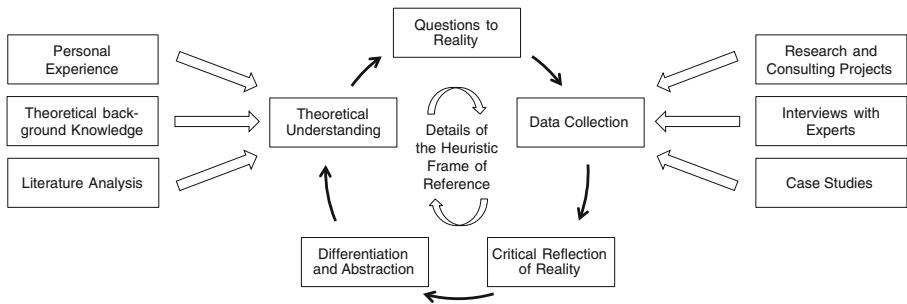 Questions to
Reality
Personal
Experience
Research and
Consulting Projects
Theoretical back-
ground Knowledge
Theoretical
Understanding
Details of
the Heuristic
Frame of
Reference
Data Collection
Interviews with
Experts
Literature Analysis
Case Studies
Differentiation
and Abstraction
Critical Reflection
of Reality